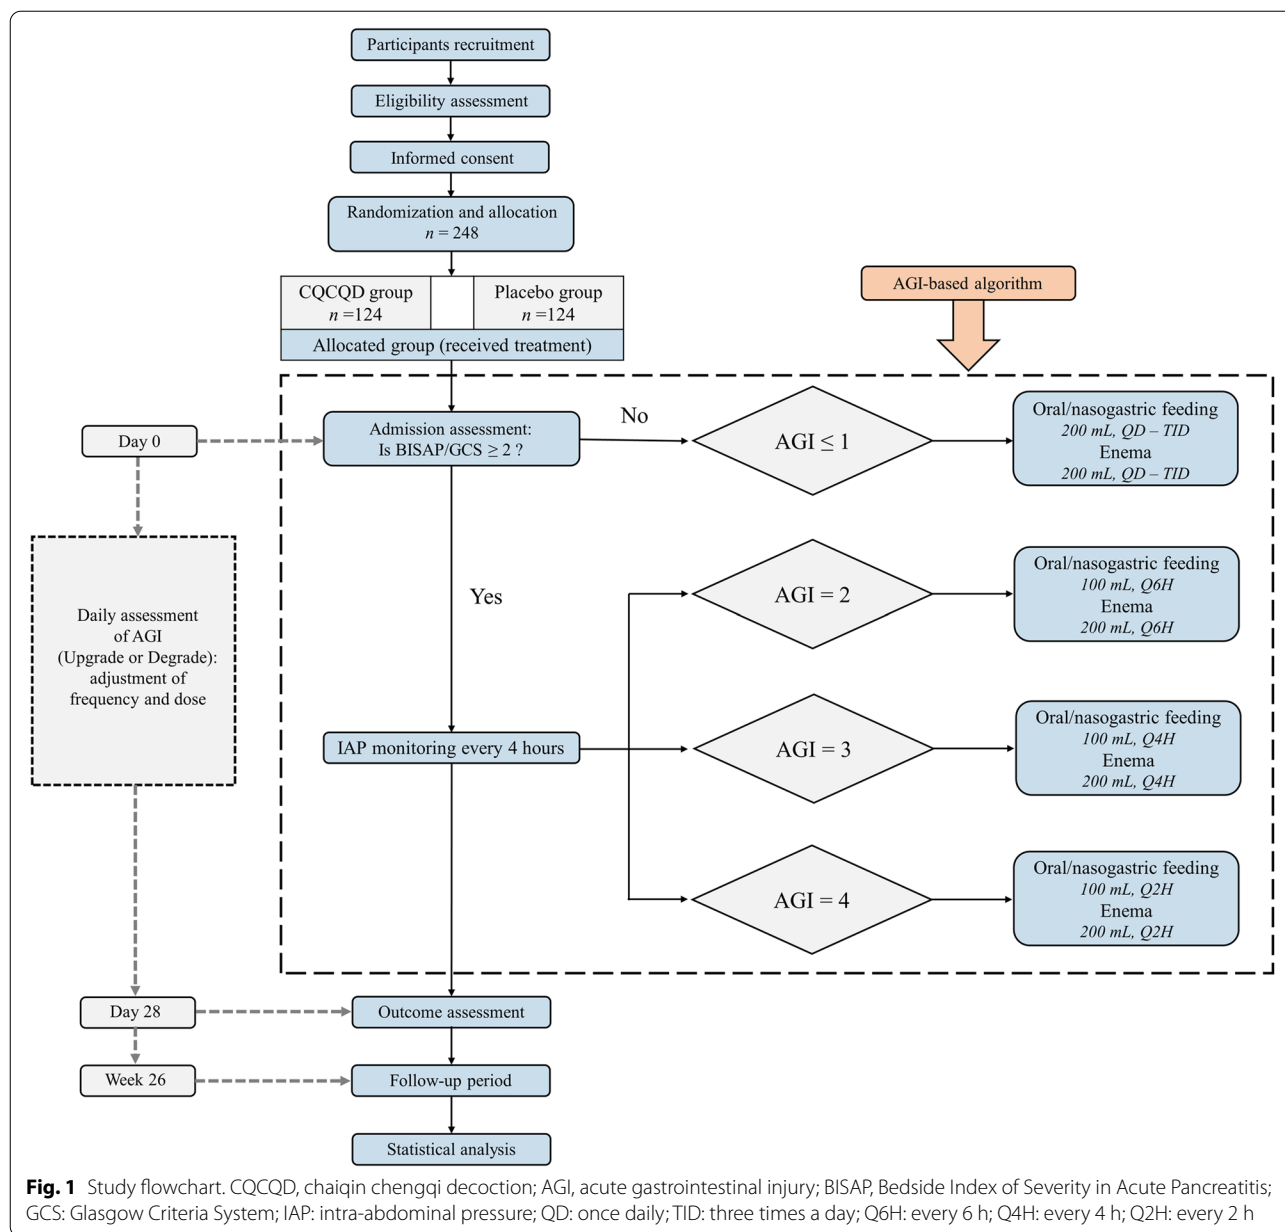 Participants recruitment
Eligibility assessment
Informed consent
Randomization and allocation
n = 248
CQCQD group
n =124
Placebo group
n =124
Allocated group (received treatment)
AGI-based algorithm
Day 0
Admission assessment:
Is BISAP/GCS ≥ 2 ?
No
AGI ≤ 1
Oral/nasogastric feeding
200 mL, QD – TID
Enema
200 mL, QD – TID
Daily assessment
of AGI
(Upgrade or Degrade):
adjustment of
frequency and dose
Yes
AGI = 2
Oral/nasogastric feeding
100 mL, Q6H
Enema
200 mL, Q6H
IAP monitoring every 4 hours
AGI = 3
Oral/nasogastric feeding
100 mL, Q4H
Enema
200 mL, Q4H
AGI = 4
Oral/nasogastric feeding
100 mL, Q2H
Enema
200 mL, Q2H
Day 28
Outcome assessment
Week 26
Follow-up period
Statistical analysis
Fig. 1 Study flowchart. CQCQD, chaiqin chengqi decoction; AGI, acute gastrointestinal injury; BISAP, Bedside Index of Severity in Acute Pancreatitis;
GCS: Glasgow Criteria System; IAP: intra-abdominal pressure; QD: once daily; TID: three times a day; Q6H: every 6 h; Q4H: every 4 h; Q2H: every 2 h